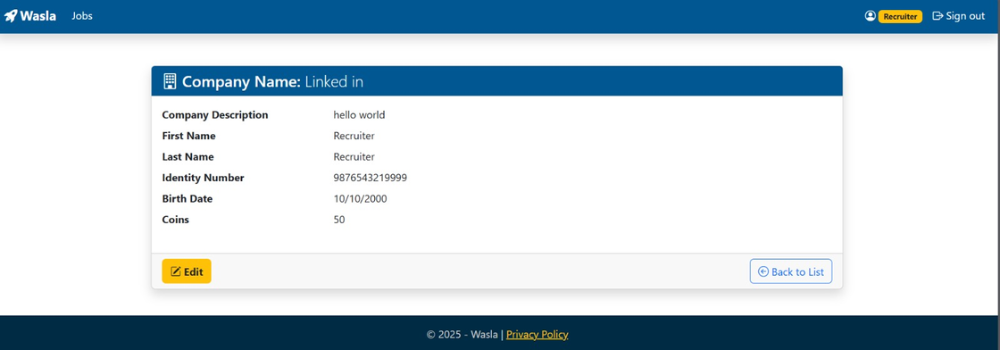 Wasla Jobs Recruiter Sign out
Company Name: Linked in
Company Description hello world
First Name Recruiter
Last Name Recruiter
Identity Number 9876543219999
Birth Date 10/10/2000
Coins 50
Edit Back to List
© 2025 - Wasla | Privacy Policy